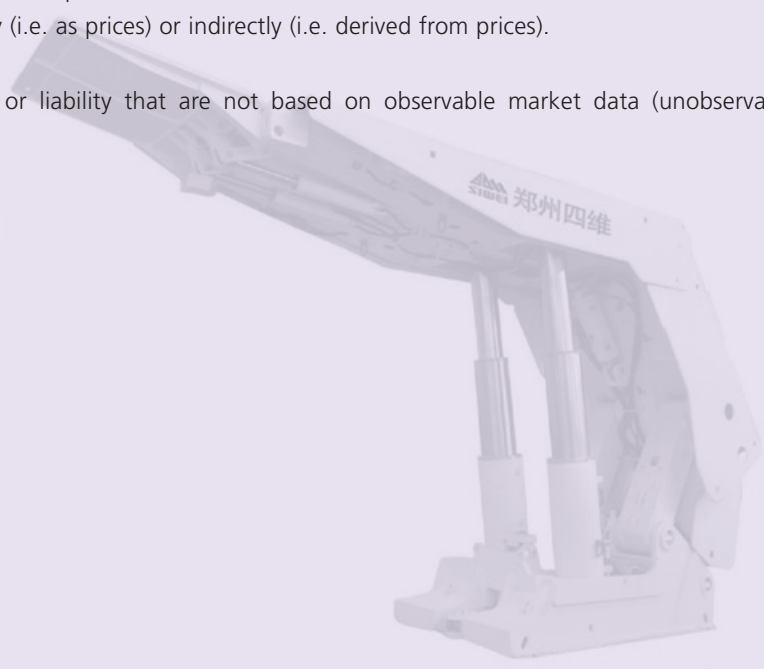 (i.e. as prices) or indirectly (i.e. derived from prices).
or liability that are not based on observable market data
SIWEI 郑州四维